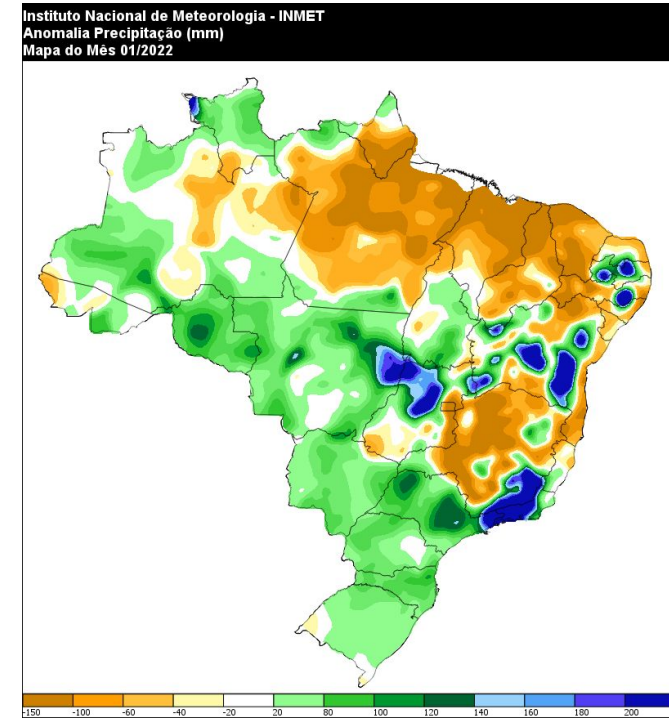 Instituto Nacional de Meteorologia - INMET
Anomalia Precipitação (mm)
Mapa do Mês 01/2022
-150 -100 -60 -40 -20 20 80 100 120 140 160 180 200